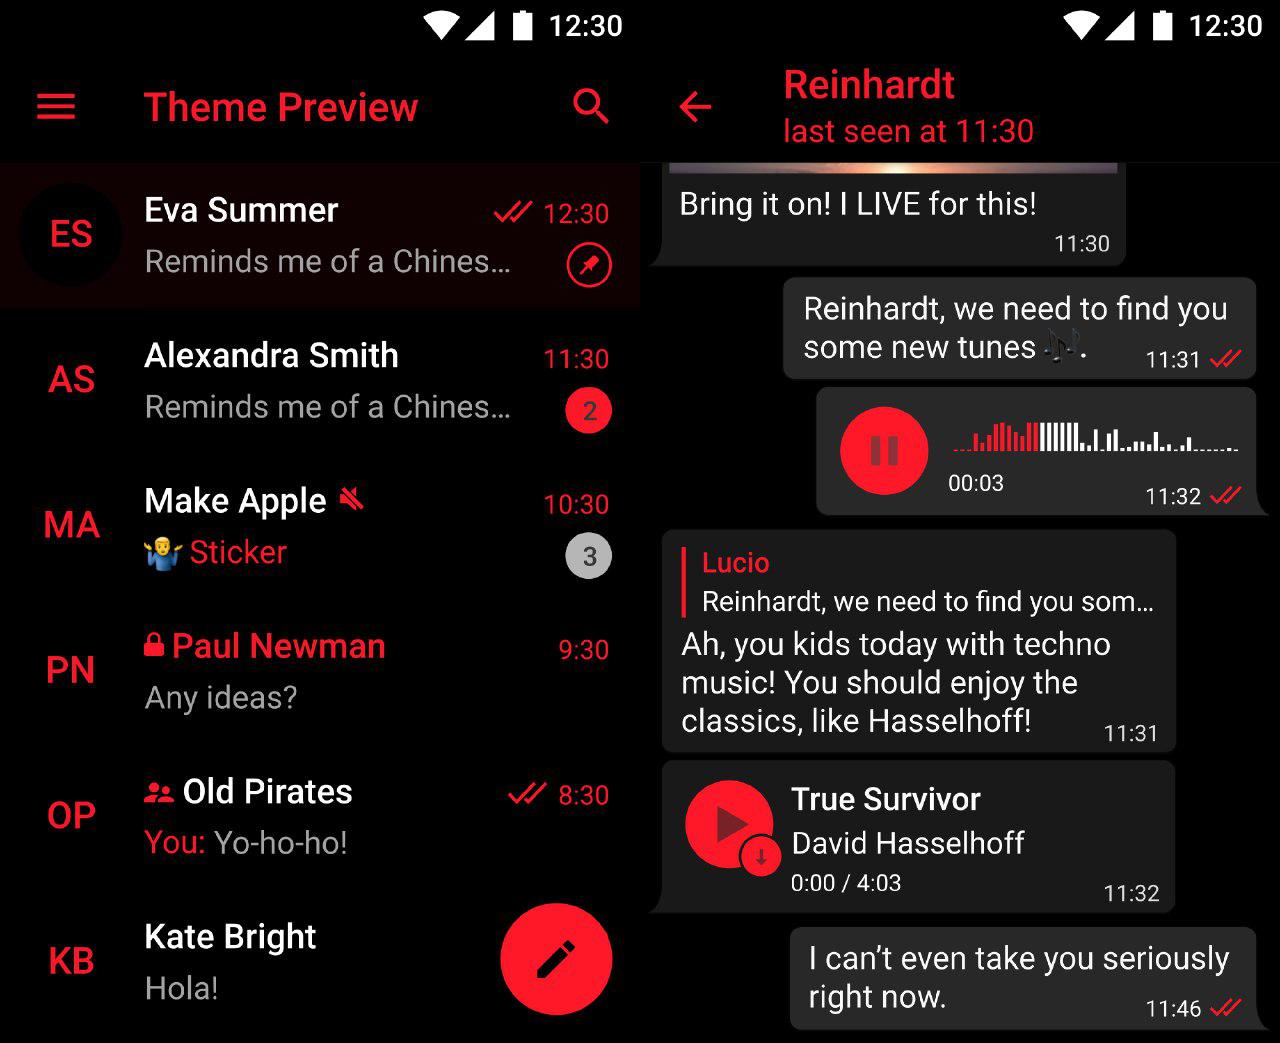 12:30
Theme Preview
ES
Eva Summer
12:30
Reminds me of a Chines...
AS
Alexandra Smith
11:30
Reminds me of a Chines...
2
MA
Make Apple
10:30
Sticker
3
PN
Paul Newman
9:30
Any ideas?
OP
Old Pirates
8:30
You: Yo-ho-ho!
KB
Kate Bright
Hola!
12:30
Reinhardt
last seen at 11:30
Bring it on! I LIVE for this!
11:30
Reinhardt, we need to find you
some new tunes 🎶.
11:31
00:03
11:32
Lucio
Reinhardt, we need to find you som...
Ah, you kids today with techno
music! You should enjoy the
classics, like Hasselhoff!
11:31
True Survivor
David Hasselhoff
0:00 / 4:03
11:32
I can’t even take you seriously
right now.
11:46